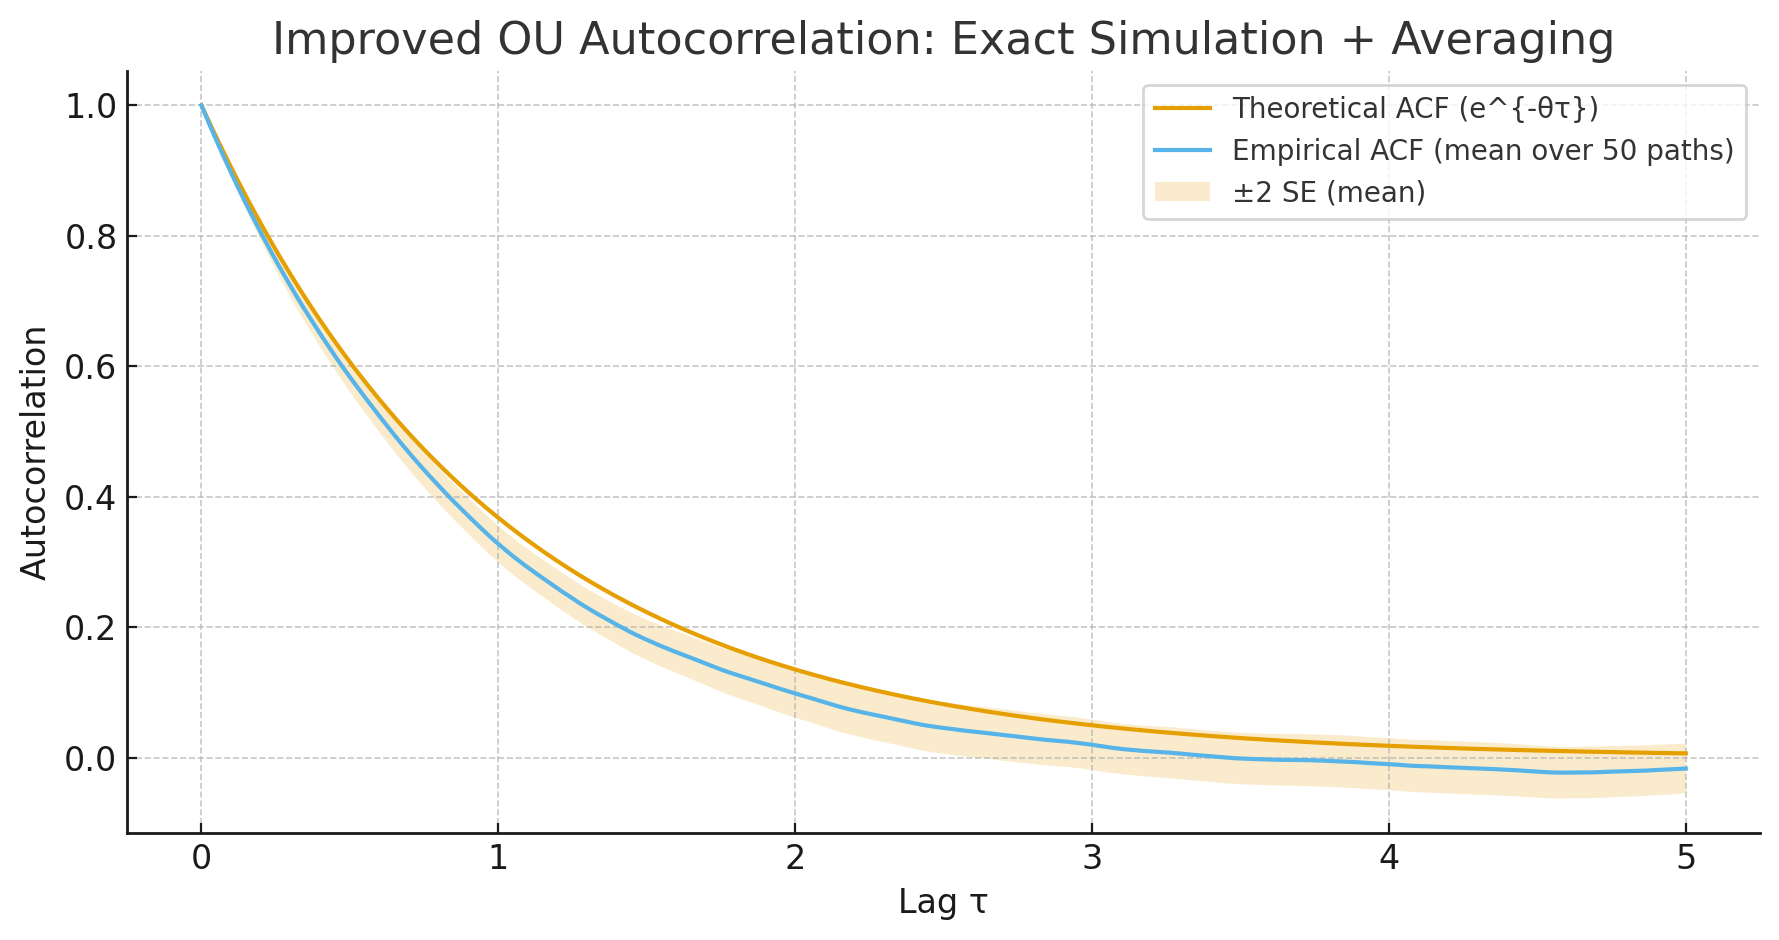 Improved OU Autocorrelation: Exact Simulation + Averaging
Theoretical ACF (e^{-θτ})
Empirical ACF (mean over 50 paths)
±2 SE (mean)
Autocorrelation
1.0
0.8
0.6
0.4
0.2
0.0
0 1 2 3 4 5
Lag τ